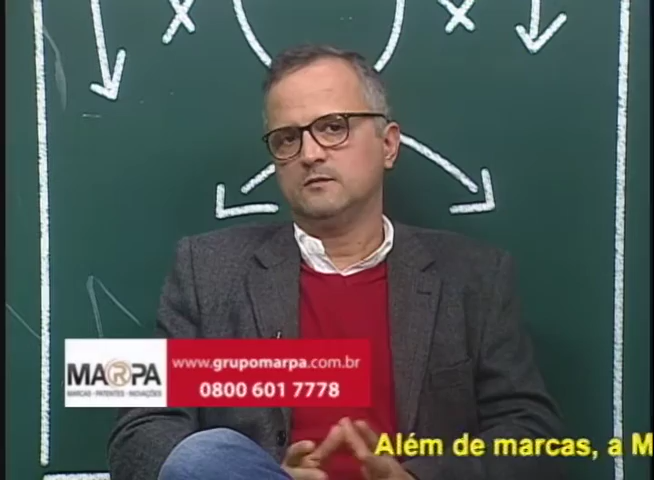 MARPA
MARCAS • PATENTES • INOVAÇÕES
www.grupomarpa.com.br
0800 601 7778
Além de marcas, a M